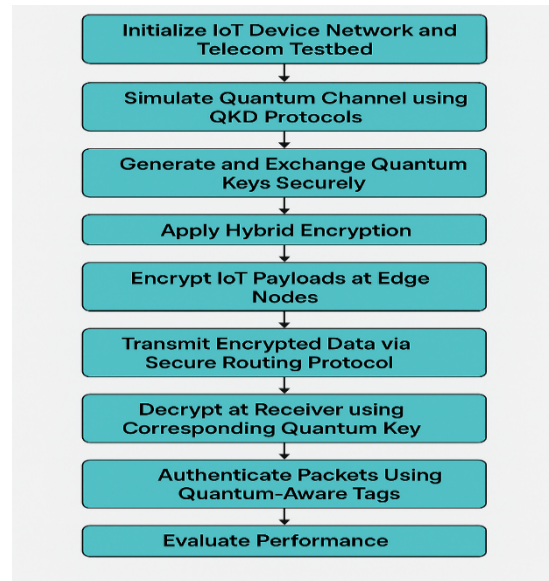 Initialize IoT Device Network and
Telecom Testbed
Simulate Quantum Channel using
QKD Protocols
Generate and Exchange Quantum
Keys Securely
Apply Hybrid Encryption
Encrypt IoT Payloads at Edge
Nodes
Transmit Encrypted Data via
Secure Routing Protocol
Decrypt at Receiver using
Corresponding Quantum Key
Authenticate Packets Using
Quantum-Aware Tags
Evaluate Performance